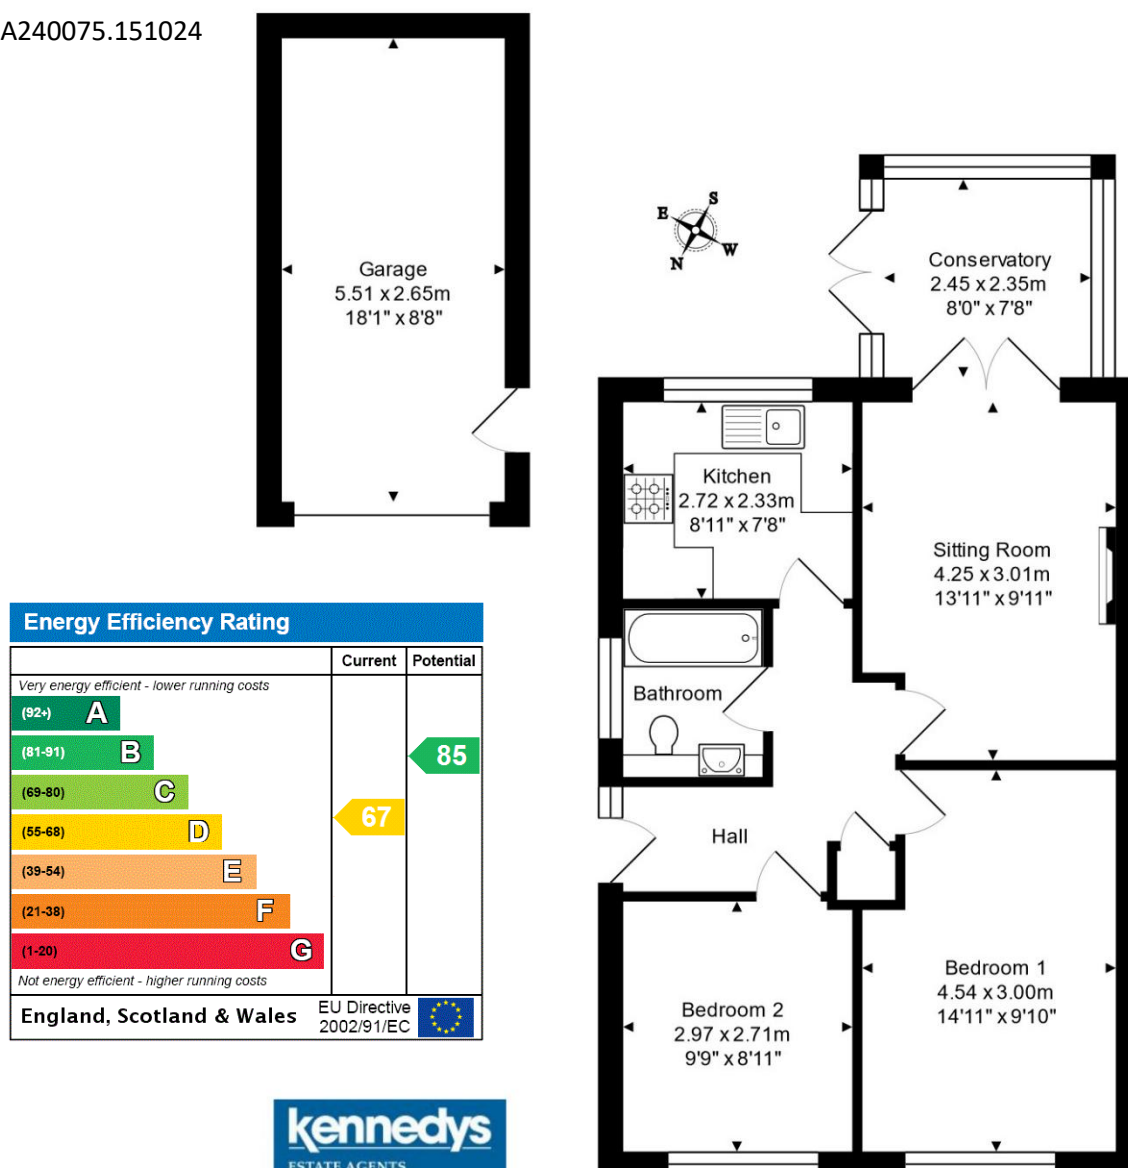 A240075.151024
Garage
5.51 x 2.65m
18'1" x 8'8"
S
E
W
N
Conservatory
2.45 x 2.35m
8'0" x 7'8"
Kitchen
2.72 x 2.33m
8'11" x 7'8"
Sitting Room
4.25 x 3.01m
13'11" x 9'11"
Bathroom
Hall
Bedroom 1
4.54 x 3.00m
14'11" x 9'10"
Bedroom 2
2.97 x 2.71m
9'9" x 8'11"
Energy Efficiency Rating
Current Potential
Very energy efficient - lower running costs
(92+) A
(81-91) B 85
(69-80) C
(55-68) D 67
(39-54) E
(21-38) F
(1-20) G
Not energy efficient - higher running costs
England, Scotland & Wales
EU Directive
2002/91/EC
kennedys
ESTATE AGENTS